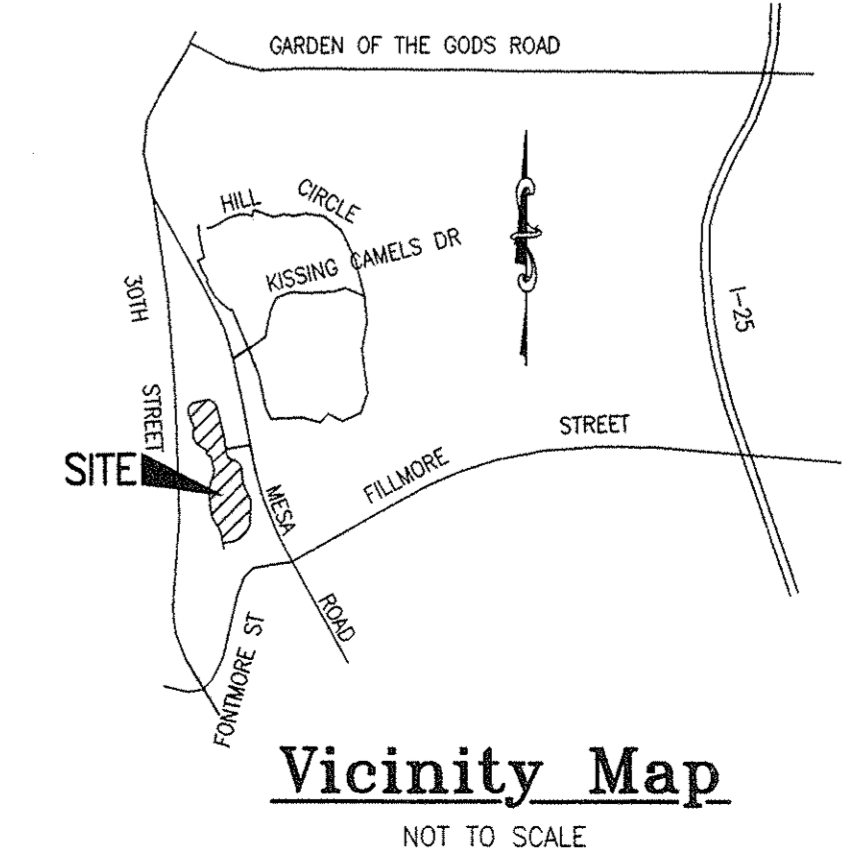 GARDEN OF THE GODS ROAD
HILL CIRCLE
KISSING CAMELS DR
30TH STREET
I-25
STREET
FILLMORE
SITE
MESA
ROAD
FONTMORE ST
Vicinity Map
NOT TO SCALE